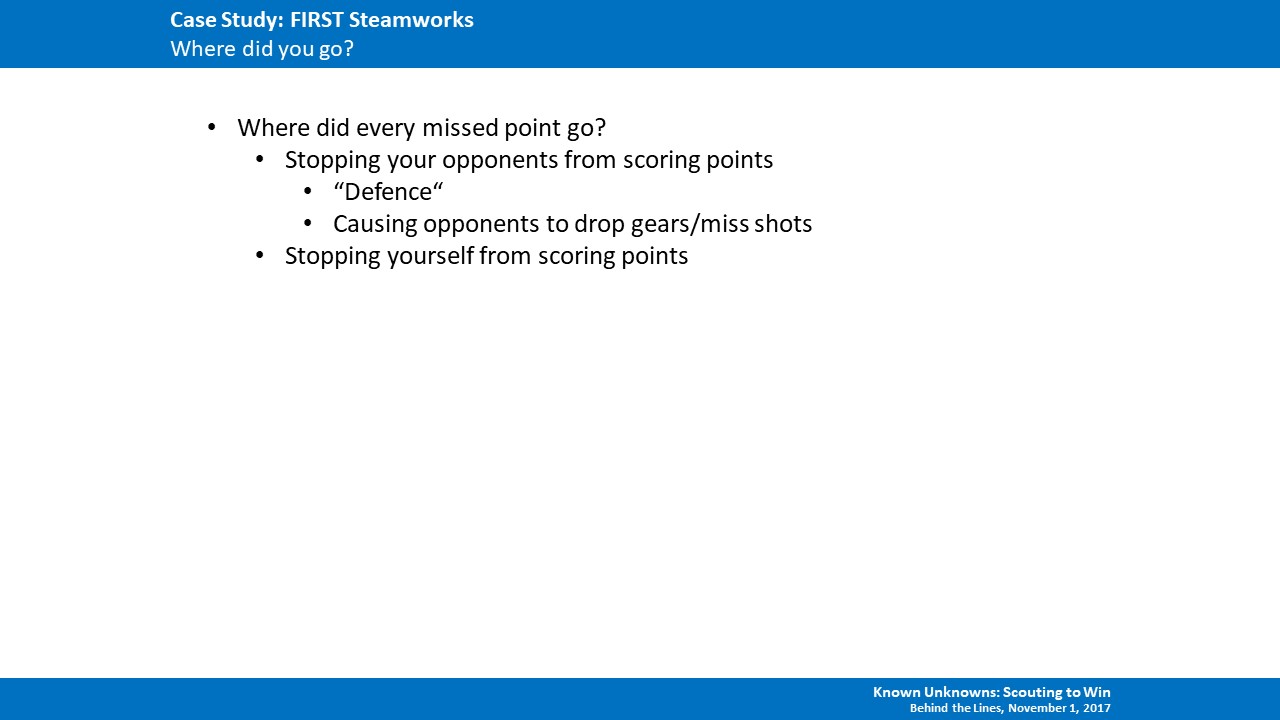 Case Study: FIRST Steamworks
Where did you go?
• Where did every missed point go?
• Stopping your opponents from scoring points
• “Defence“
• Causing opponents to drop gears/miss shots
• Stopping yourself from scoring points
Known Unknowns: Scouting to Win
Behind the Lines, November 1, 2017